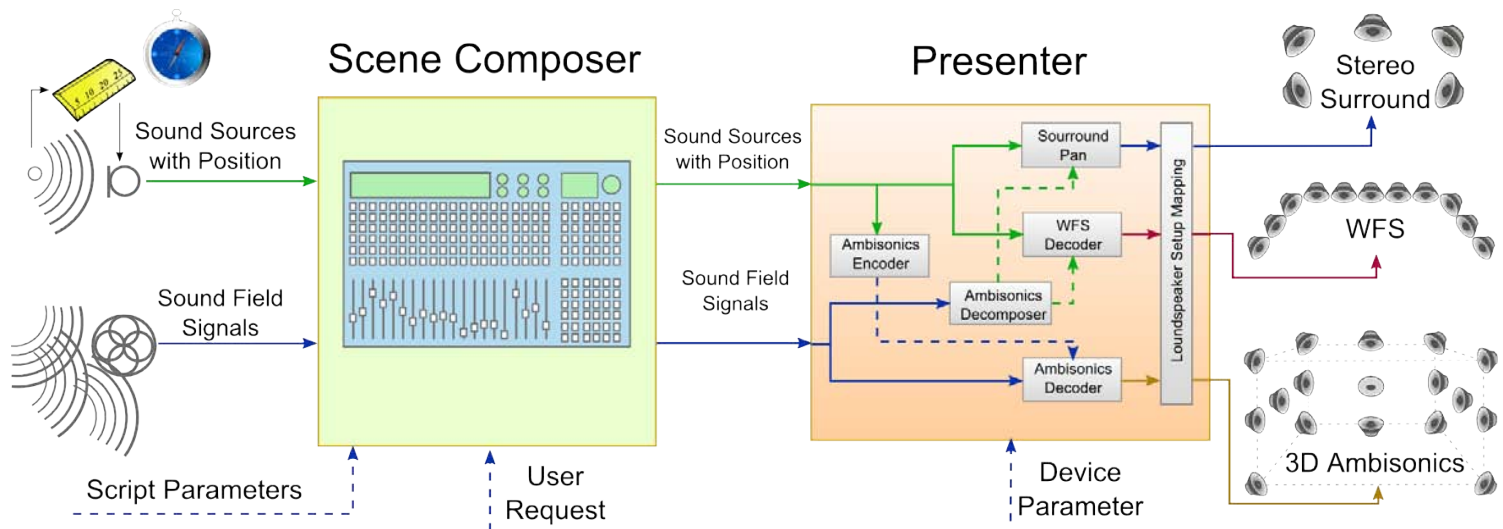 Scene Composer
Presenter
5 10 20 25
Sound Sources
with Position
Sound Field
Signals
Script Parameters
User
Request
Sound Sources
with Position
Sound Field
Signals
Sourround
Pan
WFS
Decoder
Ambisonics
Encoder
Ambisonics
Decomposer
Ambisonics
Decoder
Loundspeaker Setup Mapping
Device
Parameter
Stereo
Surround
WFS
3D Ambisonics